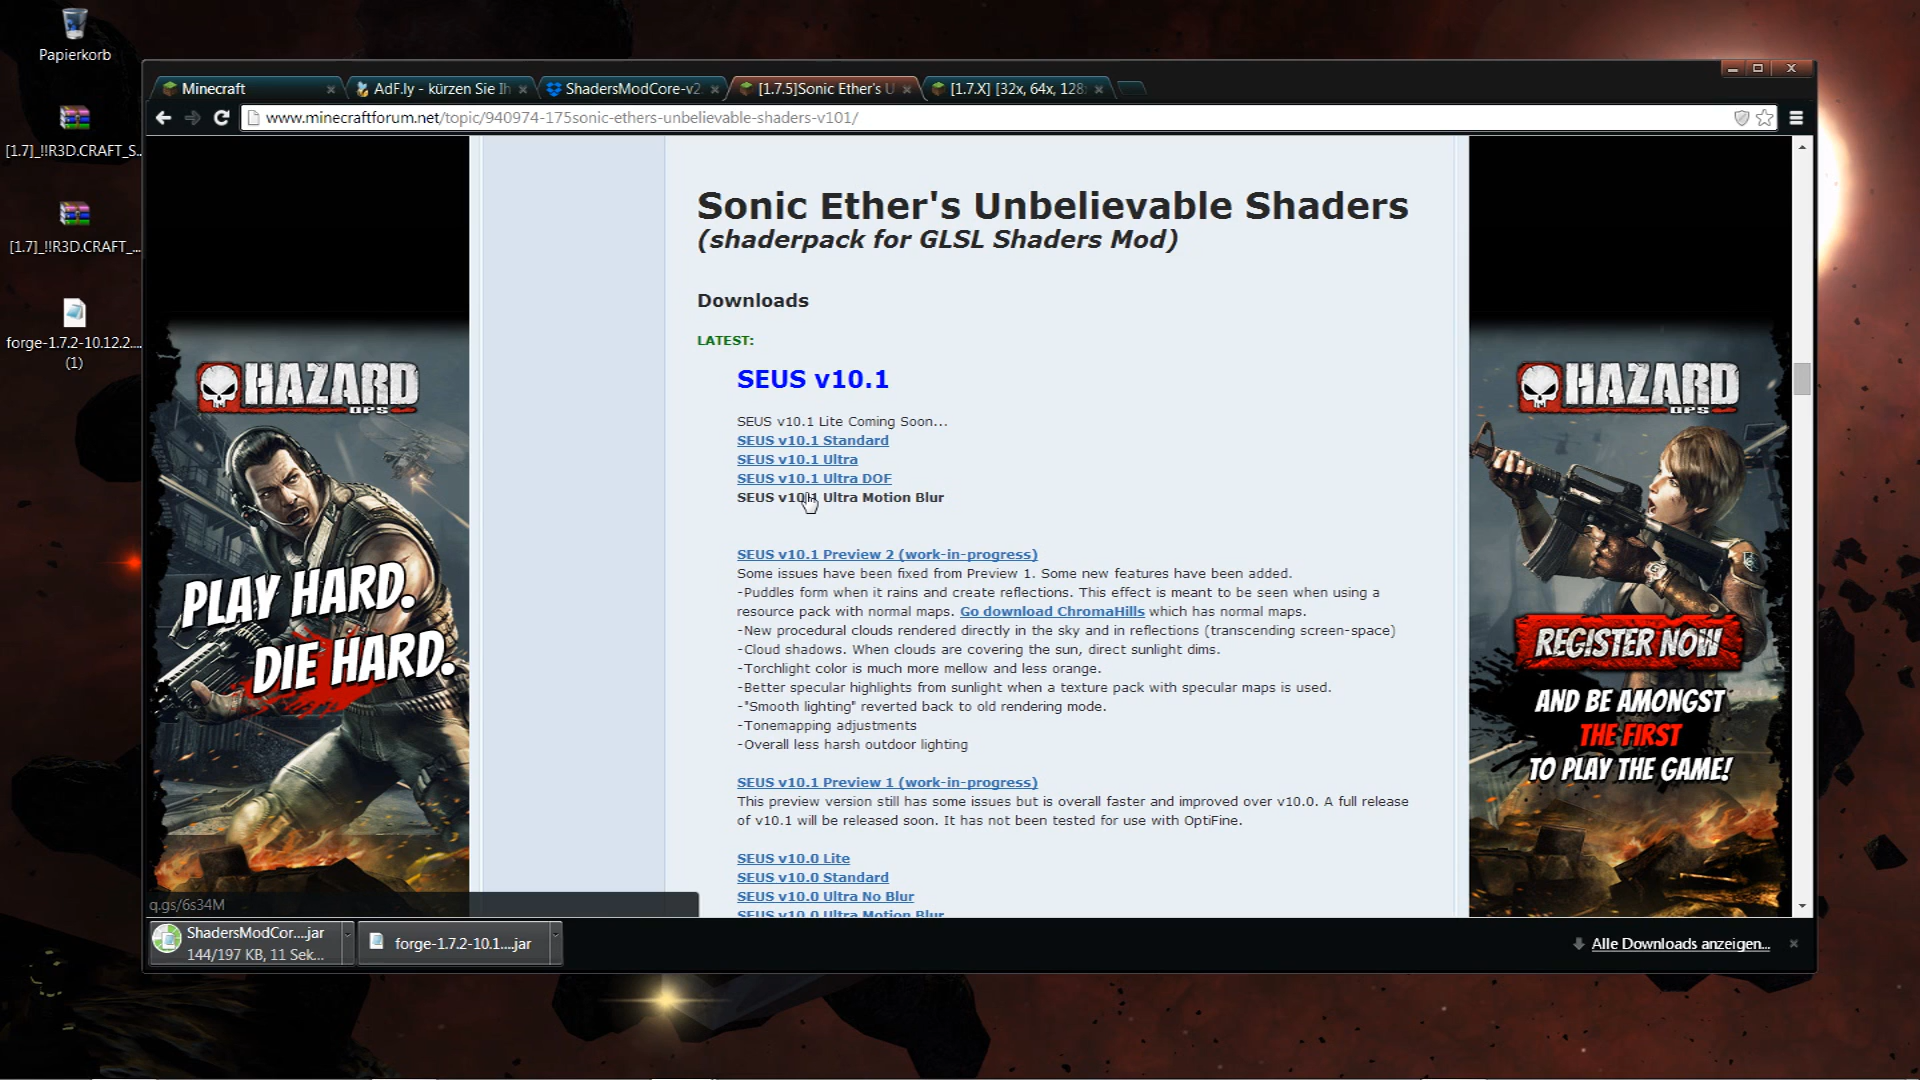 Papierkorb
[1.7]_!!R3D.CRAFT_S..
[1.7]_!!R3D.CRAFT_...
forge-1.7.2-10.12.2....
(1)
Minecraft
AdF.ly - kürzen Sie Ih
ShadersModCore-v2.
[1.7.5]Sonic Ether's U
[1.7.X] [32x, 64x, 128
www.minecraftforum.net/topic/940974-175sonic-ethers-unbelievable-shaders-v101/
HAZARD
OPS
PLAY HARD.
DIE HARD.
Sonic Ether's Unbelievable Shaders
(shaderpack for GLSL Shaders Mod)
Downloads
LATEST:
SEUS v10.1
SEUS v10.1 Lite Coming Soon...
SEUS v10.1 Standard
SEUS v10.1 Ultra
SEUS v10.1 Ultra DOF
SEUS v10.1 Ultra Motion Blur
SEUS v10.1 Preview 2 (work-in-progress)
Some issues have been fixed from Preview 1. Some new features have been added.
-Puddles form when it rains and create reflections. This effect is meant to be seen when using a
resource pack with normal maps. Go download ChromaHills which has normal maps.
-New procedural clouds rendered directly in the sky and in reflections (transcending screen-space)
-Cloud shadows. When clouds are covering the sun, direct sunlight dims.
-Torchlight color is much more mellow and less orange.
-Better specular highlights from sunlight when a texture pack with specular maps is used.
-"Smooth lighting" reverted back to old rendering mode.
-Tonemapping adjustments
-Overall less harsh outdoor lighting
SEUS v10.1 Preview 1 (work-in-progress)
This preview version still has some issues but is overall faster and improved over v10.0. A full release
of v10.1 will be released soon. It has not been tested for use with OptiFine.
SEUS v10.0 Lite
SEUS v10.0 Standard
SEUS v10.0 Ultra No Blur
SEUS v10.0 Ultra Motion Blur
HAZARD
OPS
REGISTER NOW
AND BE AMONGST
THE FIRST
TO PLAY THE GAME!
q.gs/6s34M
ShadersModCor....jar
144/197 KB, 11 Sek...
forge-1.7.2-10.1....jar
Alle Downloads anzeigen...